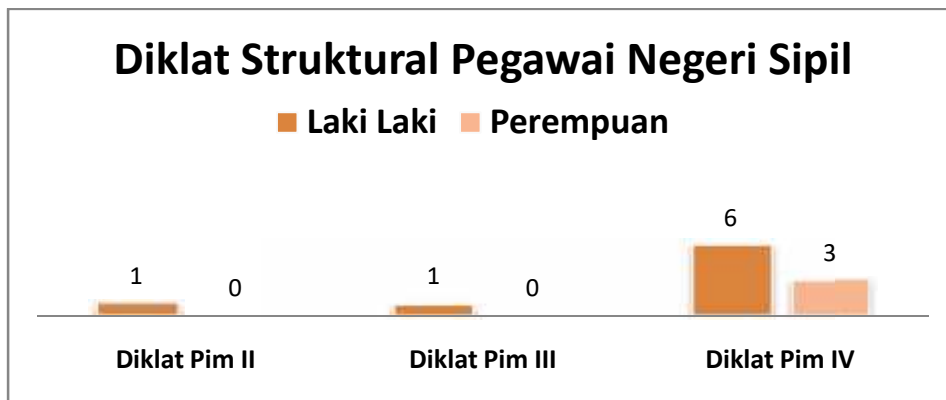 Diklat Struktural Pegawai Negeri Sipil
Laki Laki Perempuan
6
3
1 0 1 0
Diklat Pim II Diklat Pim III Diklat Pim IV